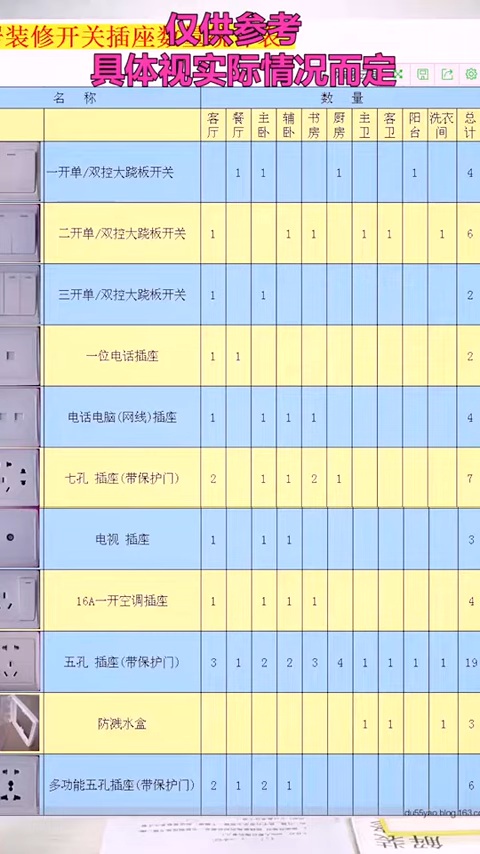 装修开关插座数
仅供参考
具体视实际情况而定
名 称 数 量
客厅 餐厅 主卧 辅卧 书房 厨房 主卫 客卫 阳台 洗衣间 总计
一开单/双控大跷板开关 1 1 1 1 4
二开单/双控大跷板开关 1 1 1 1 1 1 6
三开单/双控大跷板开关 1 1 2
一位电话插座 1 1 2
电话电脑(网线)插座 1 1 1 1 4
七孔 插座(带保护门) 2 1 1 2 1 7
电视 插座 1 1 1 3
16A一开空调插座 1 1 1 1 4
五孔 插座(带保护门) 3 1 2 2 3 4 1 1 1 1 19
防溅水盒 1 1 1 3
多功能五孔插座(带保护门) 2 1 2 1 6
du55yao.blog.163.co